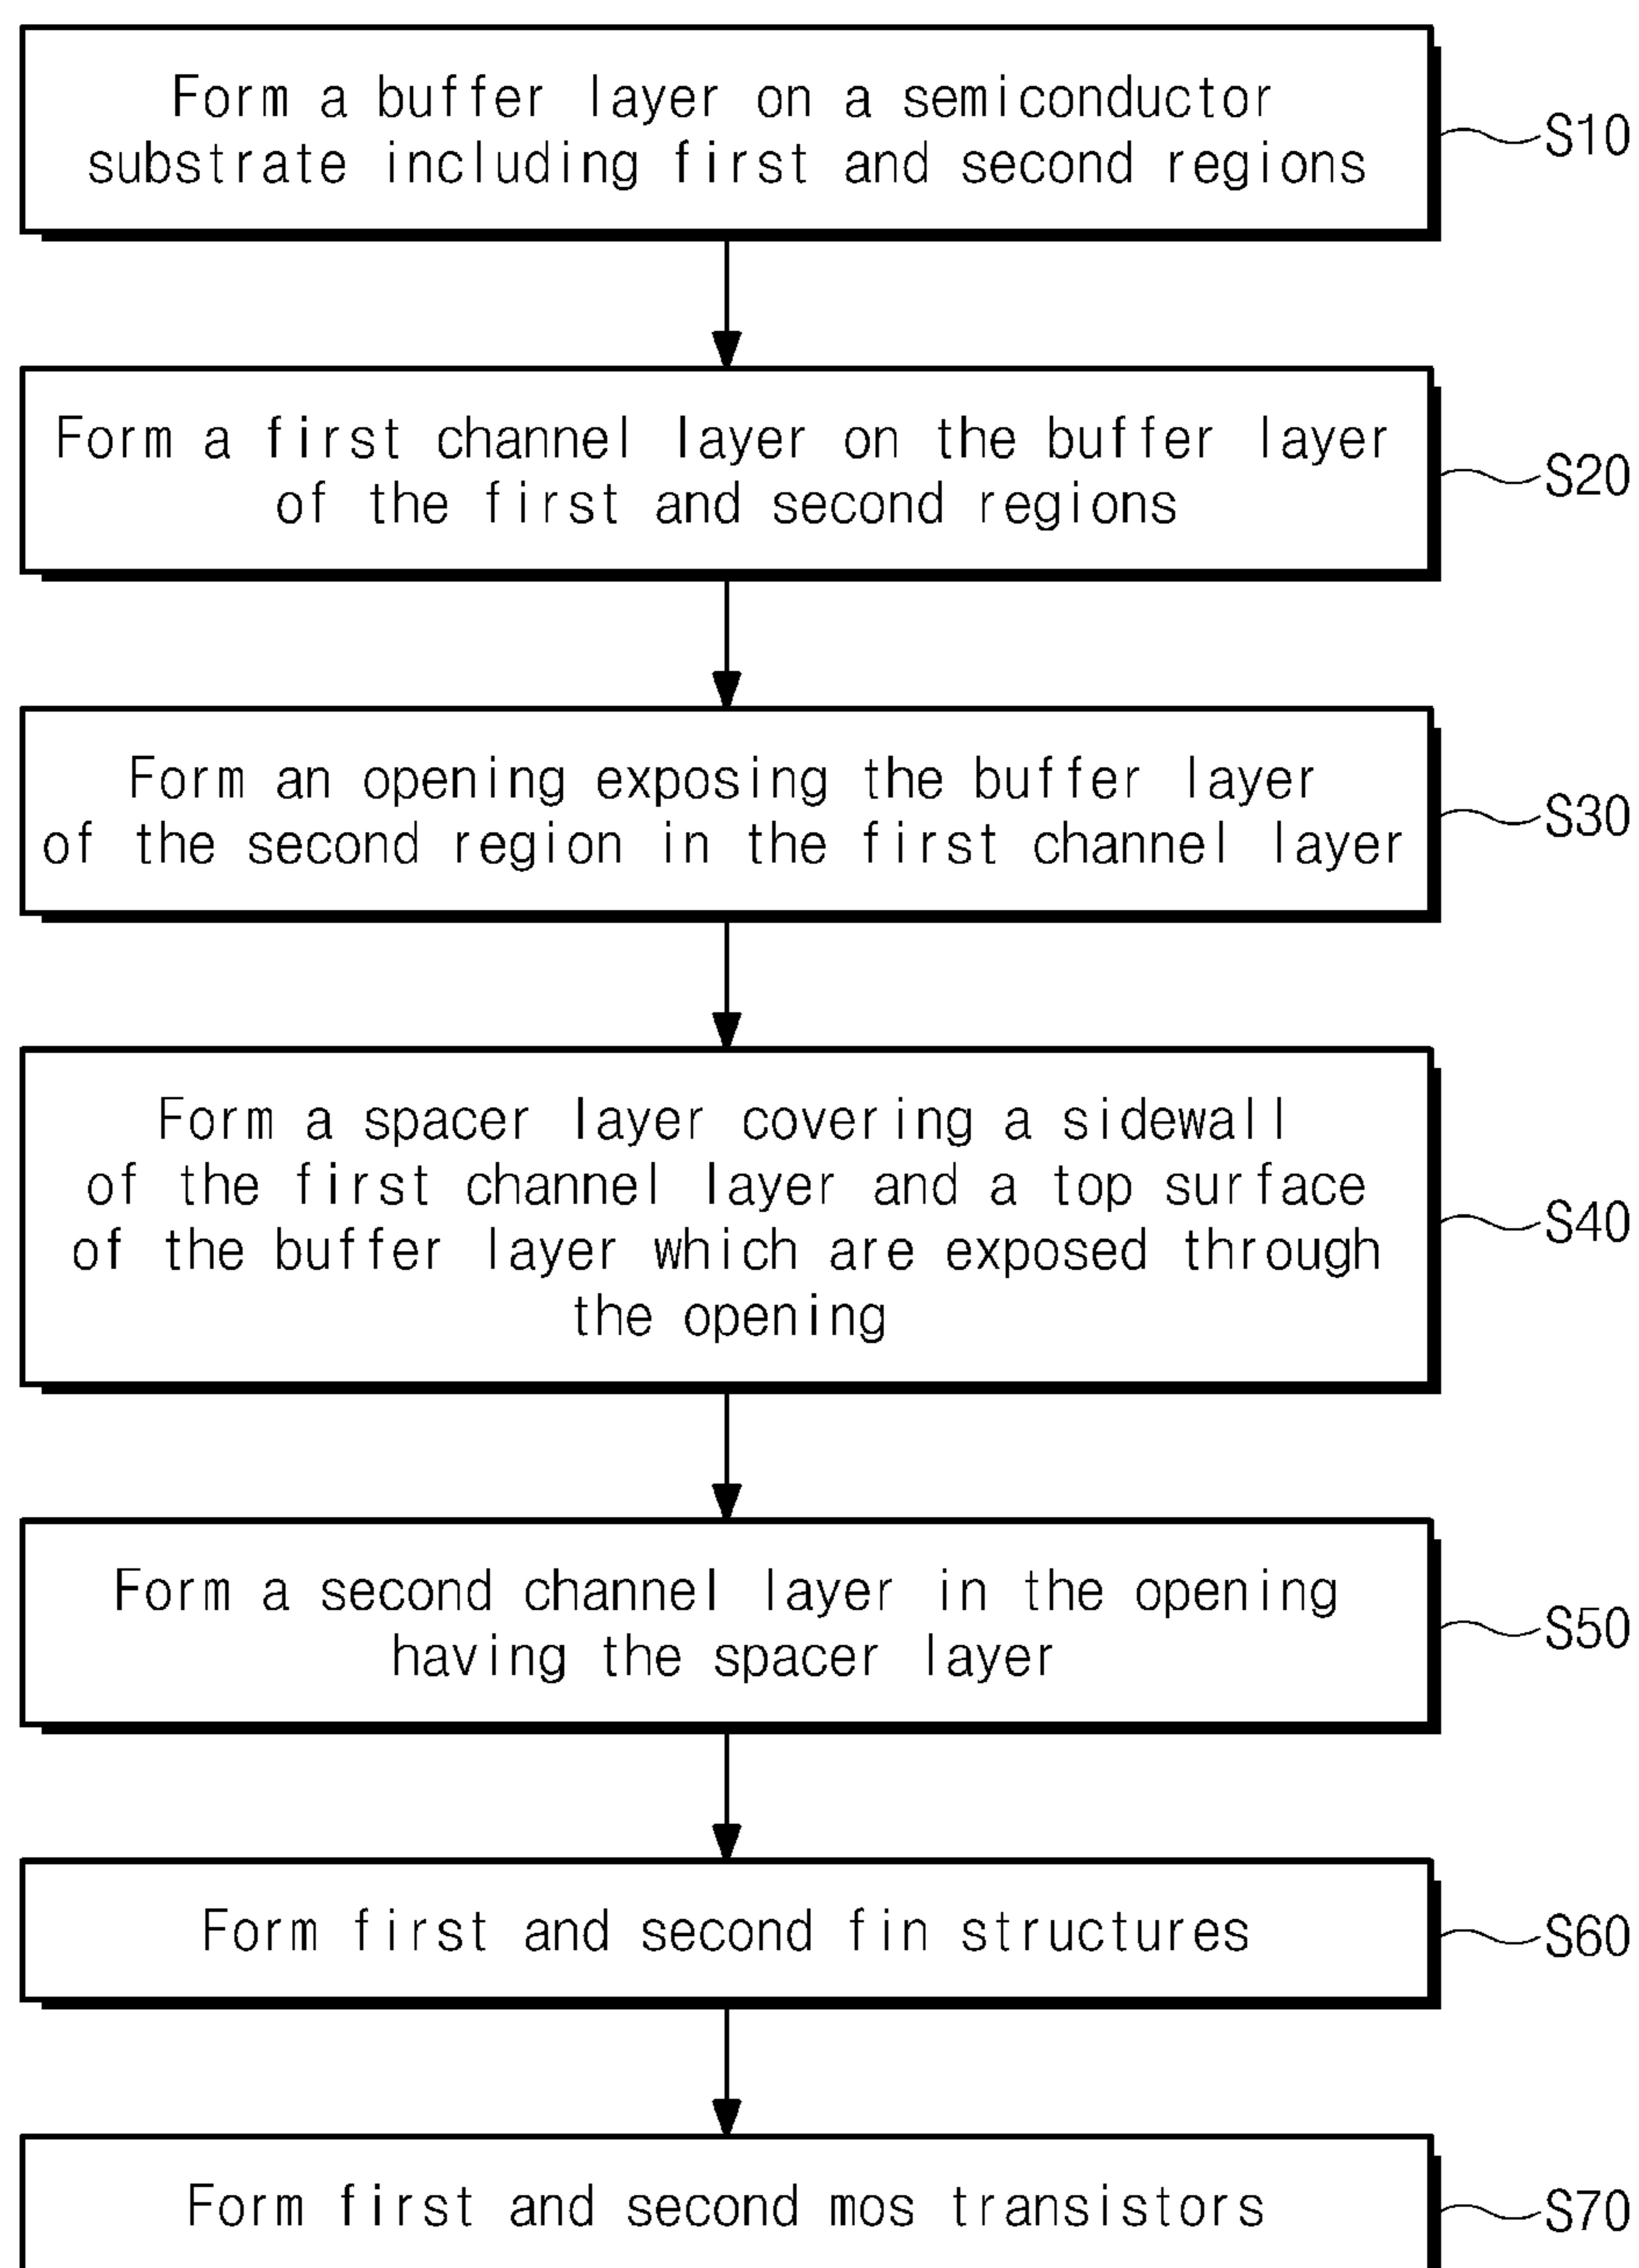 Form a buffer layer on a semiconductor
substrate including first and second regions
S10
Form a first channel layer on the buffer layer
of the first and second regions
S20
Form an opening exposing the buffer layer
of the second region in the first channel layer
S30
Form a spacer layer covering a sidewall
of the first channel layer and a top surface
of the buffer layer which are exposed through
the opening
S40
Form a second channel layer in the opening
having the spacer layer
S50
Form first and second fin structures
S60
Form first and second mos transistors
S70